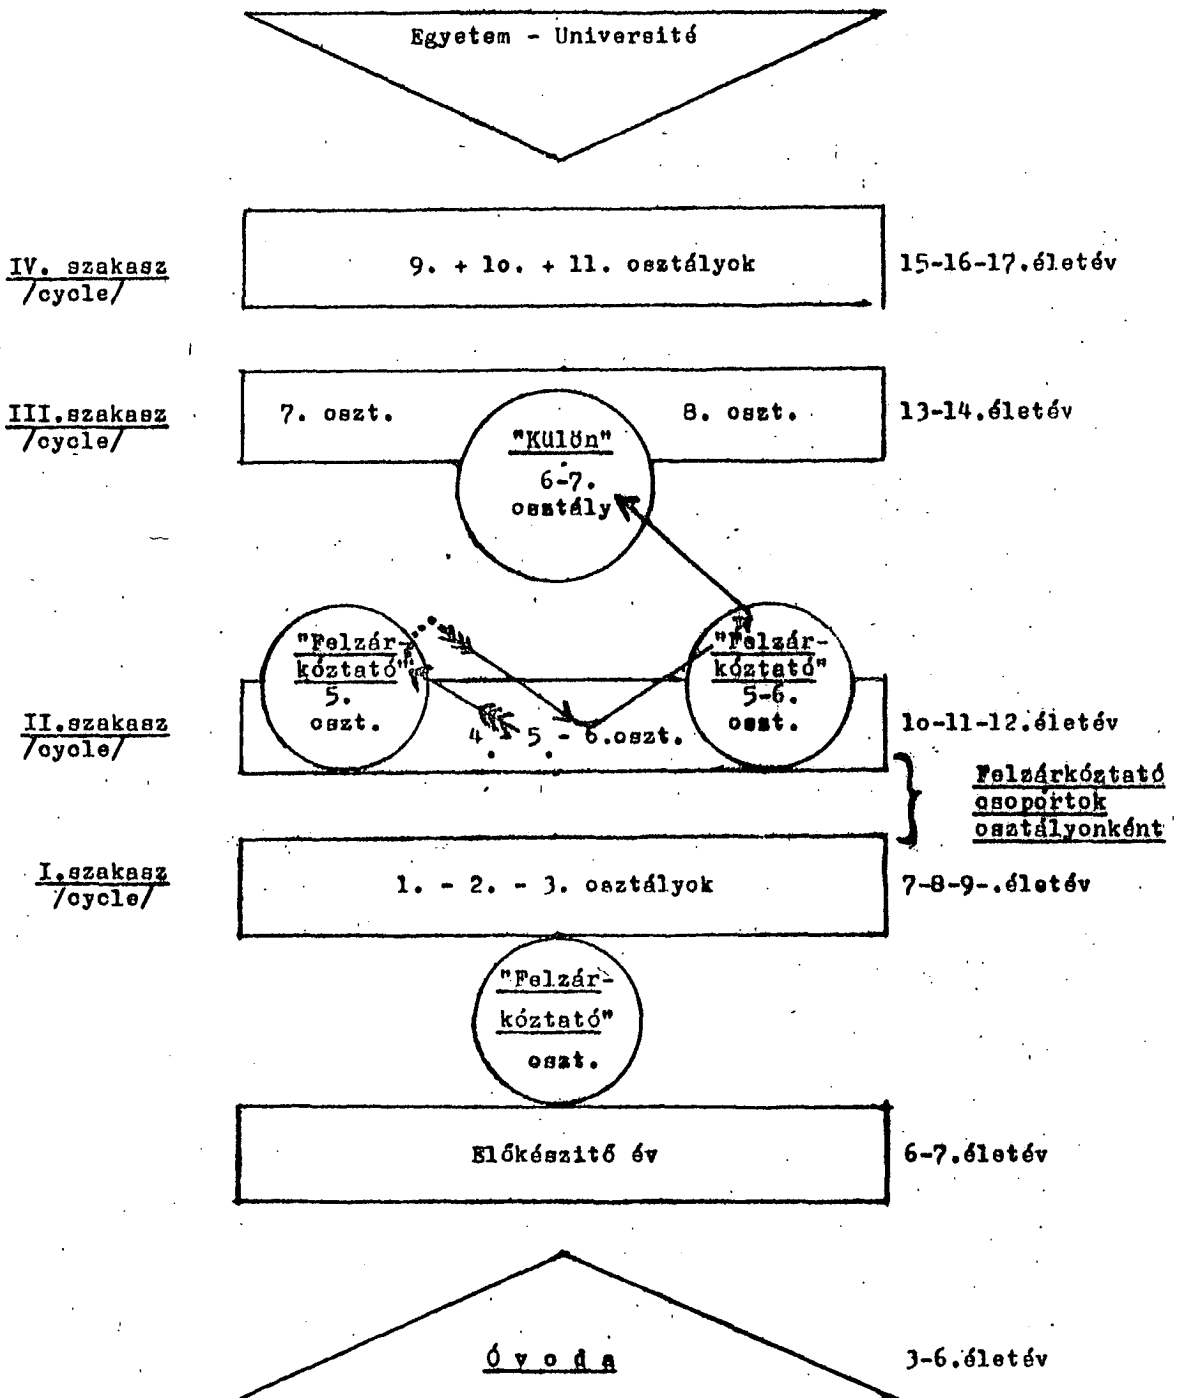 Egyetem - Université
IV. szakasz
/cycle/
9. + 10. + 11. osztályok
15-16-17.életév
III.szakasz
/cycle/
7. oszt.
8. oszt.
13-14.életév
"Külön"
6-7.
osztály
"Felzár-
kóztató"
5.
oszt.
"Felzár-
kóztató"
5-6.
oszt.
II.szakasz
/cycle/
4 - 5 - 6.oszt.
10-11-12.életév
Felzárkóztató
csoportok
osztályonként
I.szakasz
/cycle/
1. - 2. - 3. osztályok
7-8-9-.életév
"Felzár-
kóztató"
oszt.
Előkészitő év
6-7.életév
Óvoda
3-6.életév